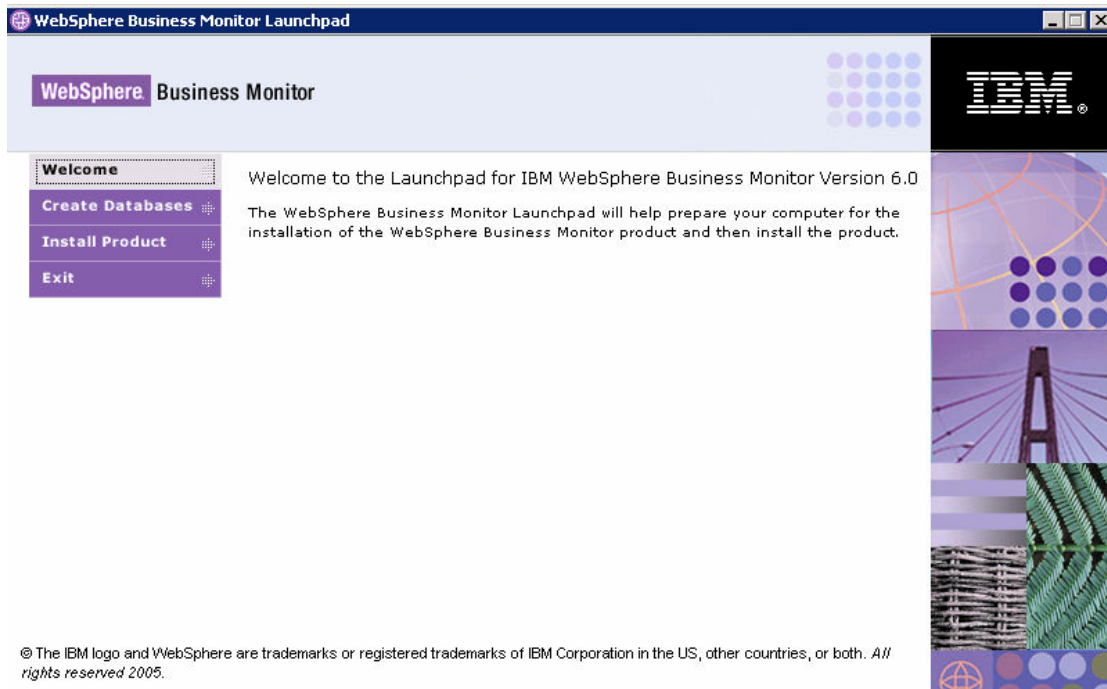 WebSphere Business Monitor Launchpad
WebSphere. Business Monitor
IBM®
Welcome
Create Databases
Install Product
Exit
Welcome to the Launchpad for IBM WebSphere Business Monitor Version 6.0
The WebSphere Business Monitor Launchpad will help prepare your computer for the
installation of the WebSphere Business Monitor product and then install the product.
© The IBM logo and WebSphere are trademarks or registered trademarks of IBM Corporation in the US, other countries, or both. All
rights reserved 2005.